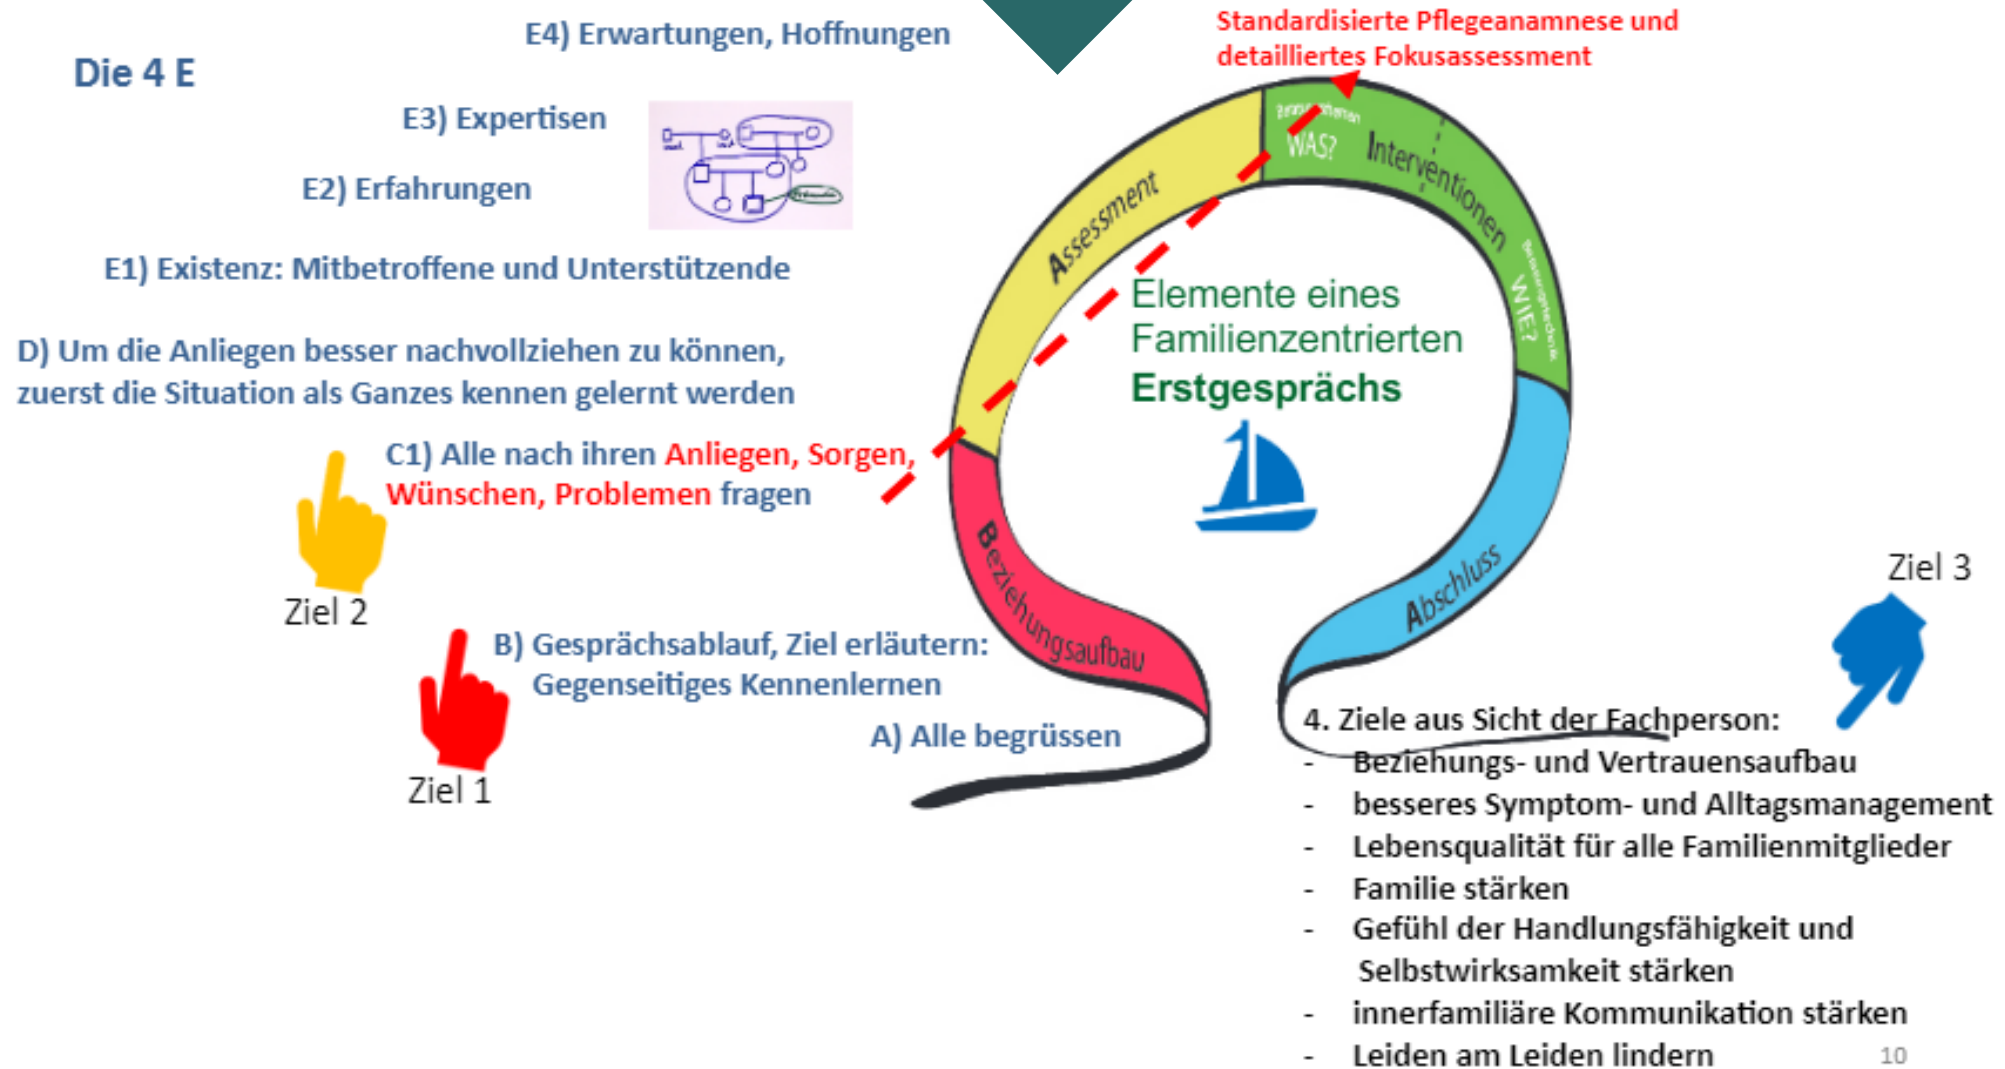 E4) Erwartungen, Hoffnungen
Die 4 E
E3) Expertisen
E2) Erfahrungen
E1) Existenz: Mitbetroffene und Unterstützende
D) Um die Anliegen besser nachvollziehen zu können,
zuerst die Situation als Ganzes kennen gelernt werden
C1) Alle nach ihren Anliegen, Sorgen,
Wünschen, Problemen fragen
Ziel 2
B) Gesprächsablauf, Ziel erläutern:
Gegenseitiges Kennenlernen
Ziel 1
A) Alle begrüssen
Standardisierte Pflegeanamnese und
detailliertes Fokusassessment
Beziehungsaufbau
Assessment
WAS?
Interventionen
WIE?
Abschluss
Elemente eines
Familienzentrierten
Erstgesprächs
Ziel 3
4. Ziele aus Sicht der Fachperson:
- Beziehungs- und Vertrauensaufbau
- besseres Symptom- und Alltagsmanagement
- Lebensqualität für alle Familienmitglieder
- Familie stärken
- Gefühl der Handlungsfähigkeit und
Selbstwirksamkeit stärken
- innerfamiliäre Kommunikation stärken
- Leiden am Leiden lindern
10